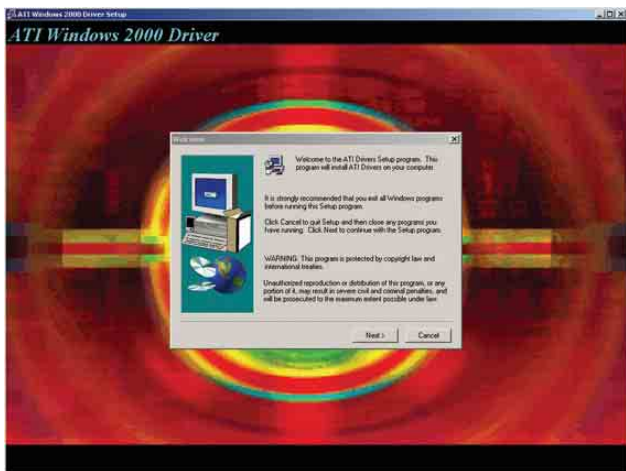 ATI Windows 2000 Driver Setup
ATI Windows 2000 Driver
Welcome
Welcome to the ATI Drivers Setup program. This
program will install ATI Drivers on your computer.
It is strongly recommended that you exit all Windows programs
before running this Setup program.
Click Cancel to quit Setup and then close any programs you
have running. Click Next to continue with the Setup program.
WARNING: This program is protected by copyright law and
international treaties.
Unauthorized reproduction or distribution of this program, or any
portion of it, may result in severe civil and criminal penalties, and
will be prosecuted to the maximum extent possible under law.
Next >
Cancel